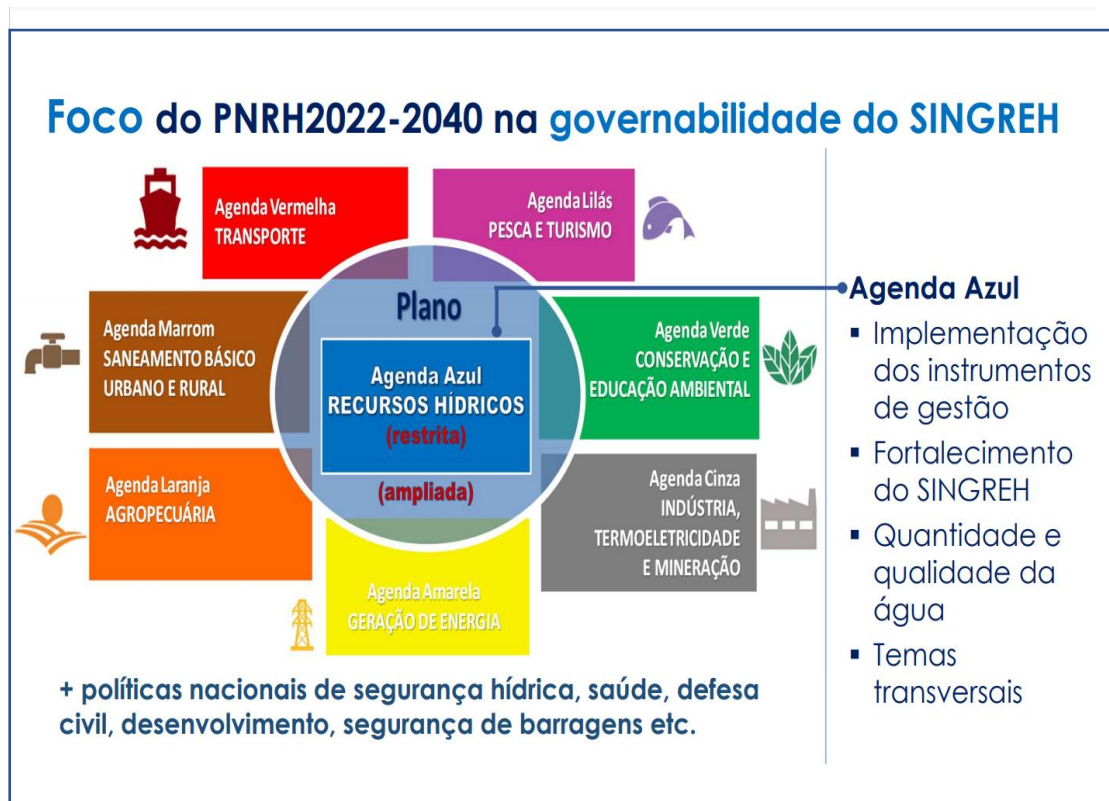 Foco do PNRH2022-2040 na governabilidade do SINGREH
Agenda Vermelha
TRANSPORTE
Agenda Lilás
PESCA E TURISMO
Agenda Marrom
SANEAMENTO BÁSICO
URBANO E RURAL
Plano
Agenda Azul
RECURSOS HÍDRICOS
(restrita)
(ampliada)
Agenda Verde
CONSERVAÇÃO E
EDUCAÇÃO AMBIENTAL
Agenda Laranja
AGROPECUÁRIA
Agenda Cinza
INDÚSTRIA,
TERMOELETRICIDADE
E MINERAÇÃO
Agenda Amarela
GERAÇÃO DE ENERGIA
+ políticas nacionais de segurança hídrica, saúde, defesa
civil, desenvolvimento, segurança de barragens etc.
Agenda Azul
▪ Implementação
dos instrumentos
de gestão
▪ Fortalecimento
do SINGREH
▪ Quantidade e
qualidade da
água
▪ Temas
transversais